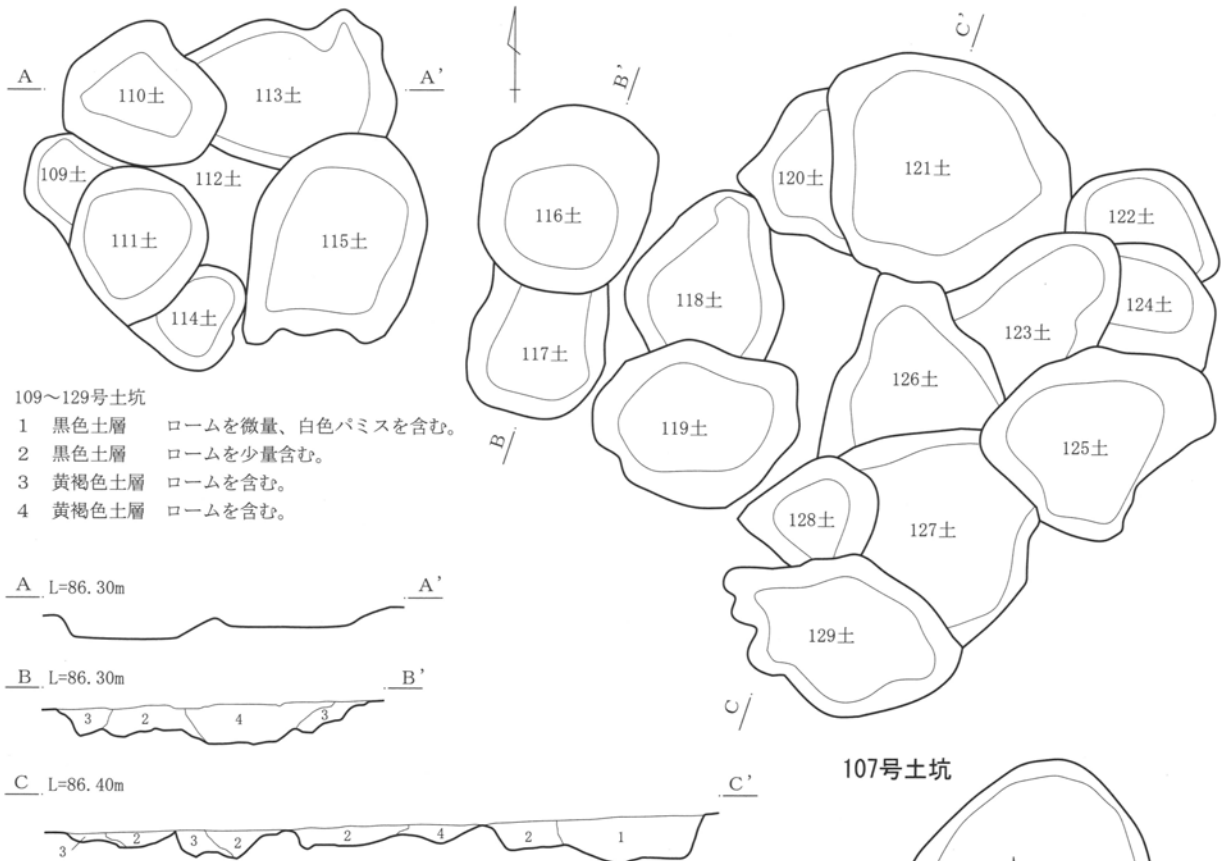 A
A'
110土
113土
109土
112土
111土
115土
114土
B'
116土
117土
B
C'
120土
121土
122土
118土
123土
124土
126土
119土
125土
128土
127土
129土
C
109～129号土坑
1 黒色土層 ロームを微量、白色パミスを含む。
2 黒色土層 ロームを少量含む。
3 黄褐色土層 ロームを含む。
4 黄褐色土層 ロームを含む。
A L=86.30m A'
B L=86.30m B'
3 2 4 3
C L=86.40m C'
3 2 3 2 2 4 2 1
107号土坑